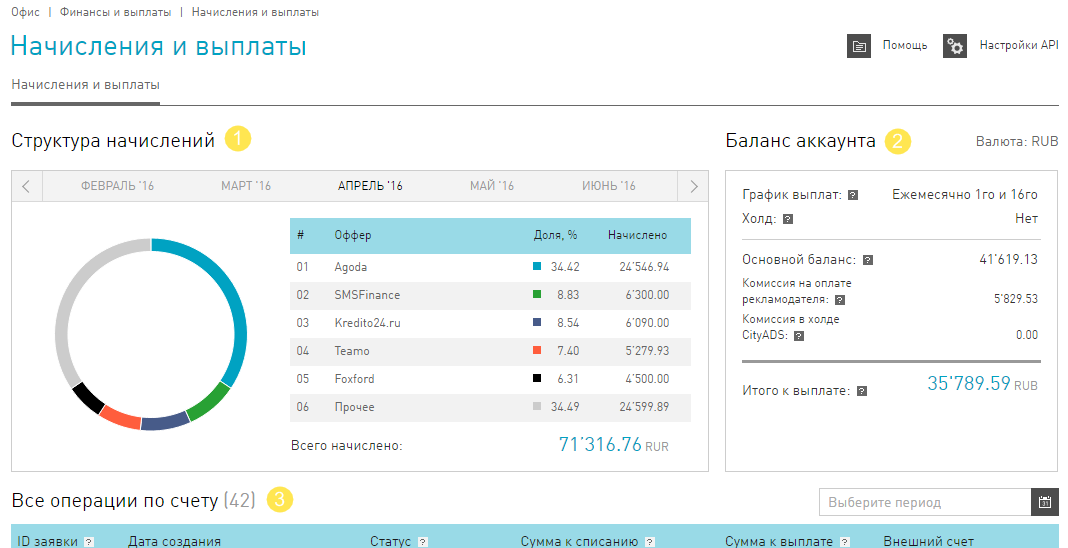 Офис | Финансы и выплаты | Начисления и выплаты
Начисления и выплаты
Помощь Настройки API
Начисления и выплаты
Структура начислений 1
ФЕВРАЛЬ '16 МАРТ '16 АПРЕЛЬ '16 МАЙ '16 ИЮНЬ '16
# Оффер Доля, % Начислено
01 Agoda 34.42 24'546.94
02 SMSFinance 8.83 6'300.00
03 Kredito24.ru 8.54 6'090.00
04 Teamo 7.40 5'279.93
05 Foxford 6.31 4'500.00
06 Прочее 34.49 24'599.89
Всего начислено: 71'316.76 RUR
Баланс аккаунта 2 Валюта: RUB
График выплат: ? Ежемесячно 1го и 16го
Холд: ? Нет
Основной баланс: ? 41'619.13
Комиссия на оплате
рекламодателя: ? 5'829.53
Комиссия в холде
CityADS: ? 0.00
Итого к выплате: ? 35'789.59 RUB
Все операции по счету (42) 3
Выберите период 31
ID заявки ? Дата создания Статус ? Сумма к списанию ? Сумма к выплате ? Внешний счет